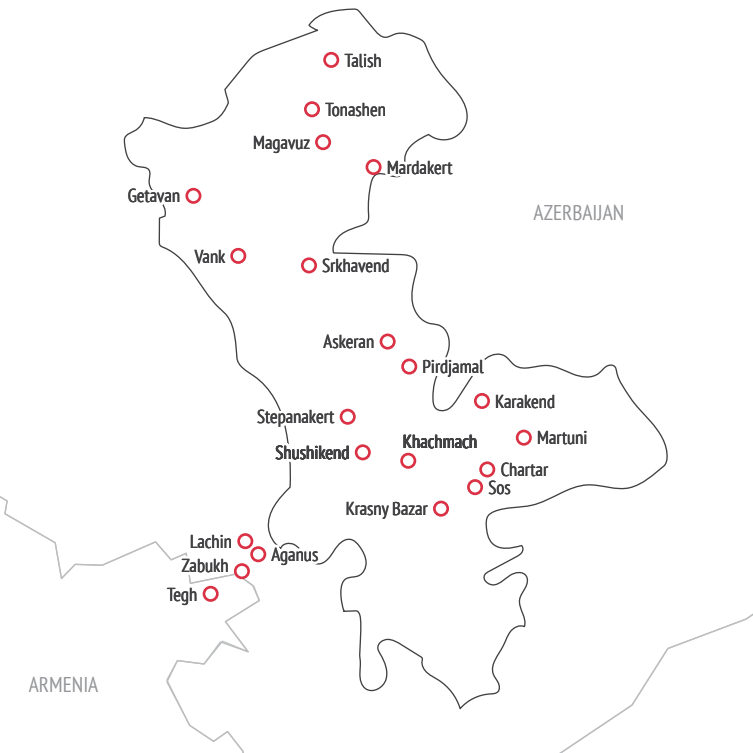 Talish
Tonashen
Magavuz
Mardakert
Getavan
AZERBAIJAN
Vank
Srkhavend
Askeran
Pirdjamal
Karakend
Stepanakert
Martuni
Khachmach
Shushikend
Chartar
Sos
Krasny Bazar
Lachin
Aganus
Zabukh
Tegh
ARMENIA